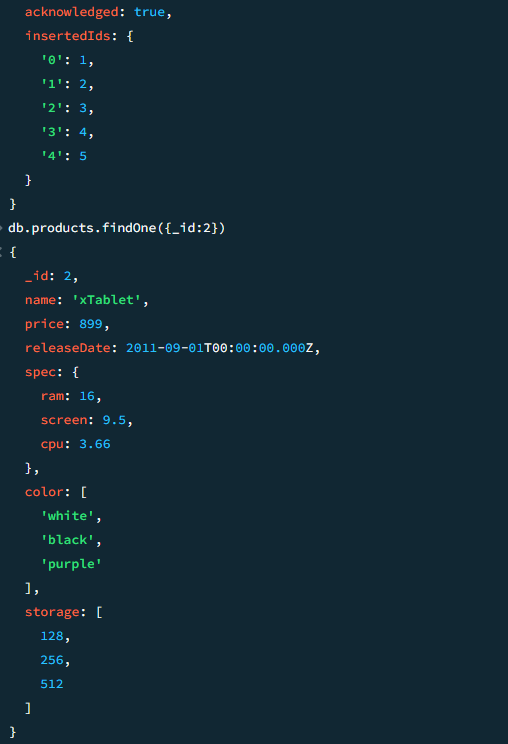 acknowledged: true,
insertedIds: {
'0': 1,
'1': 2,
'2': 3,
'3': 4,
'4': 5
}
}
db.products.findOne({_id:2})
{
_id: 2,
name: 'xTablet',
price: 899,
releaseDate: 2011-09-01T00:00:00.000Z,
spec: {
ram: 16,
screen: 9.5,
cpu: 3.66
},
color: [
'white',
'black',
'purple'
],
storage: [
128,
256,
512
]
}